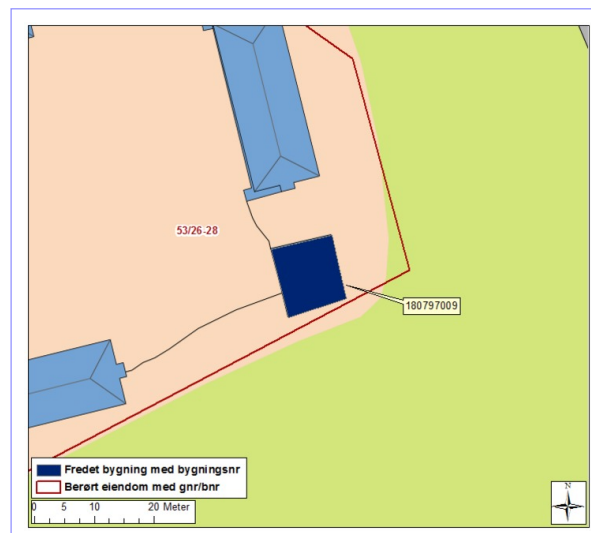 53/26-28
180797009
Fredet bygning med bygningsnr
Berørt eiendom med gnr/bnr
0 5 10 20 Meter
N